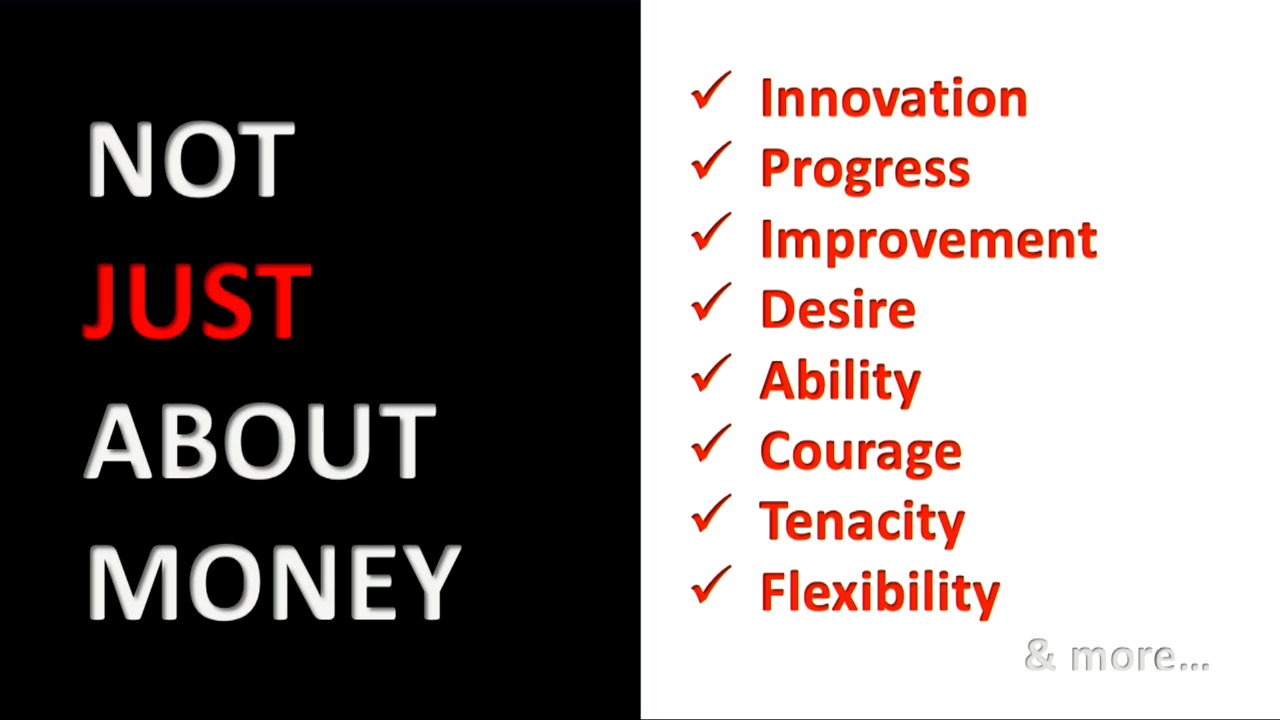 NOT
JUST
ABOUT
MONEY
✓ Innovation
✓ Progress
✓ Improvement
✓ Desire
✓ Ability
✓ Courage
✓ Tenacity
✓ Flexibility
& more...